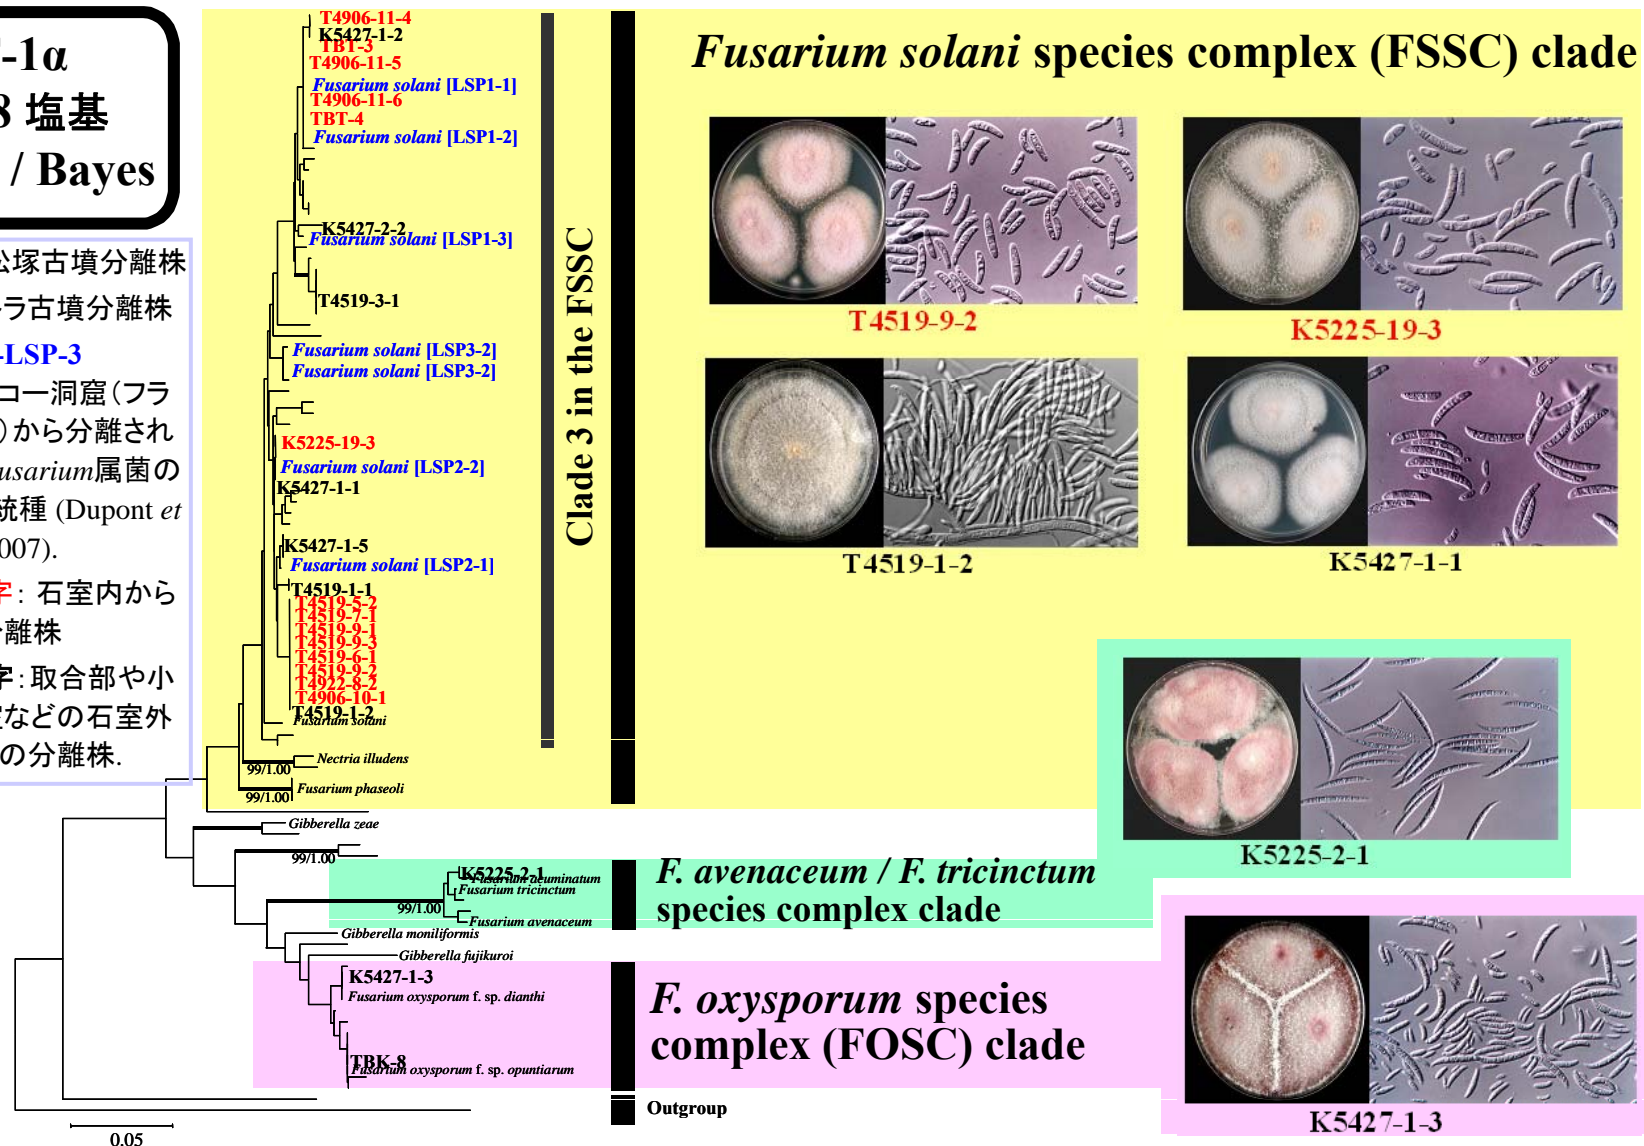 -1α
8 塩基
/ Bayes
松塚古墳分離株
ラ古墳分離株
-LSP-3
コー洞窟（フラ
）から分離され
usarium属菌の
統種 (Dupont et
007).
字： 石室内から
離株
字：取合部や小
などの石室外
の分離株.
T4906-11-4
K5427-1-2
TBT-3
T4906-11-5
Fusarium solani [LSP1-1]
T4906-11-6
TBT-4
Fusarium solani [LSP1-2]
K5427-2-2
Fusarium solani [LSP1-3]
T4519-3-1
Fusarium solani [LSP3-2]
Fusarium solani [LSP3-2]
K5225-19-3
Fusarium solani [LSP2-2]
K5427-1-1
K5427-1-5
Fusarium solani [LSP2-1]
T4519-1-1
T4519-5-2
T4519-7-1
T4519-9-1
T4519-9-3
T4519-6-1
T4519-9-2
T4922-8-2
T4906-10-1
T4519-1-2
Fusarium solani
Nectria illudens
99/1.00
Fusarium phaseoli
99/1.00
Gibberella zeae
99/1.00
K5225-2-1
Fusarium acuminatum
Fusarium tricinctum
99/1.00
Fusarium avenaceum
Gibberella moniliformis
Gibberella fujikuroi
K5427-1-3
Fusarium oxysporum f. sp. dianthi
TBK-8
Fusarium oxysporum f. sp. opuntiarum
Outgroup
0.05
Clade 3 in the FSSC
Fusarium solani species complex (FSSC) clade
T4519-9-2
K5225-19-3
T4519-1-2
K5427-1-1
K5225-2-1
F. avenaceum / F. tricinctum
species complex clade
F. oxysporum species
complex (FOSC) clade
K5427-1-3